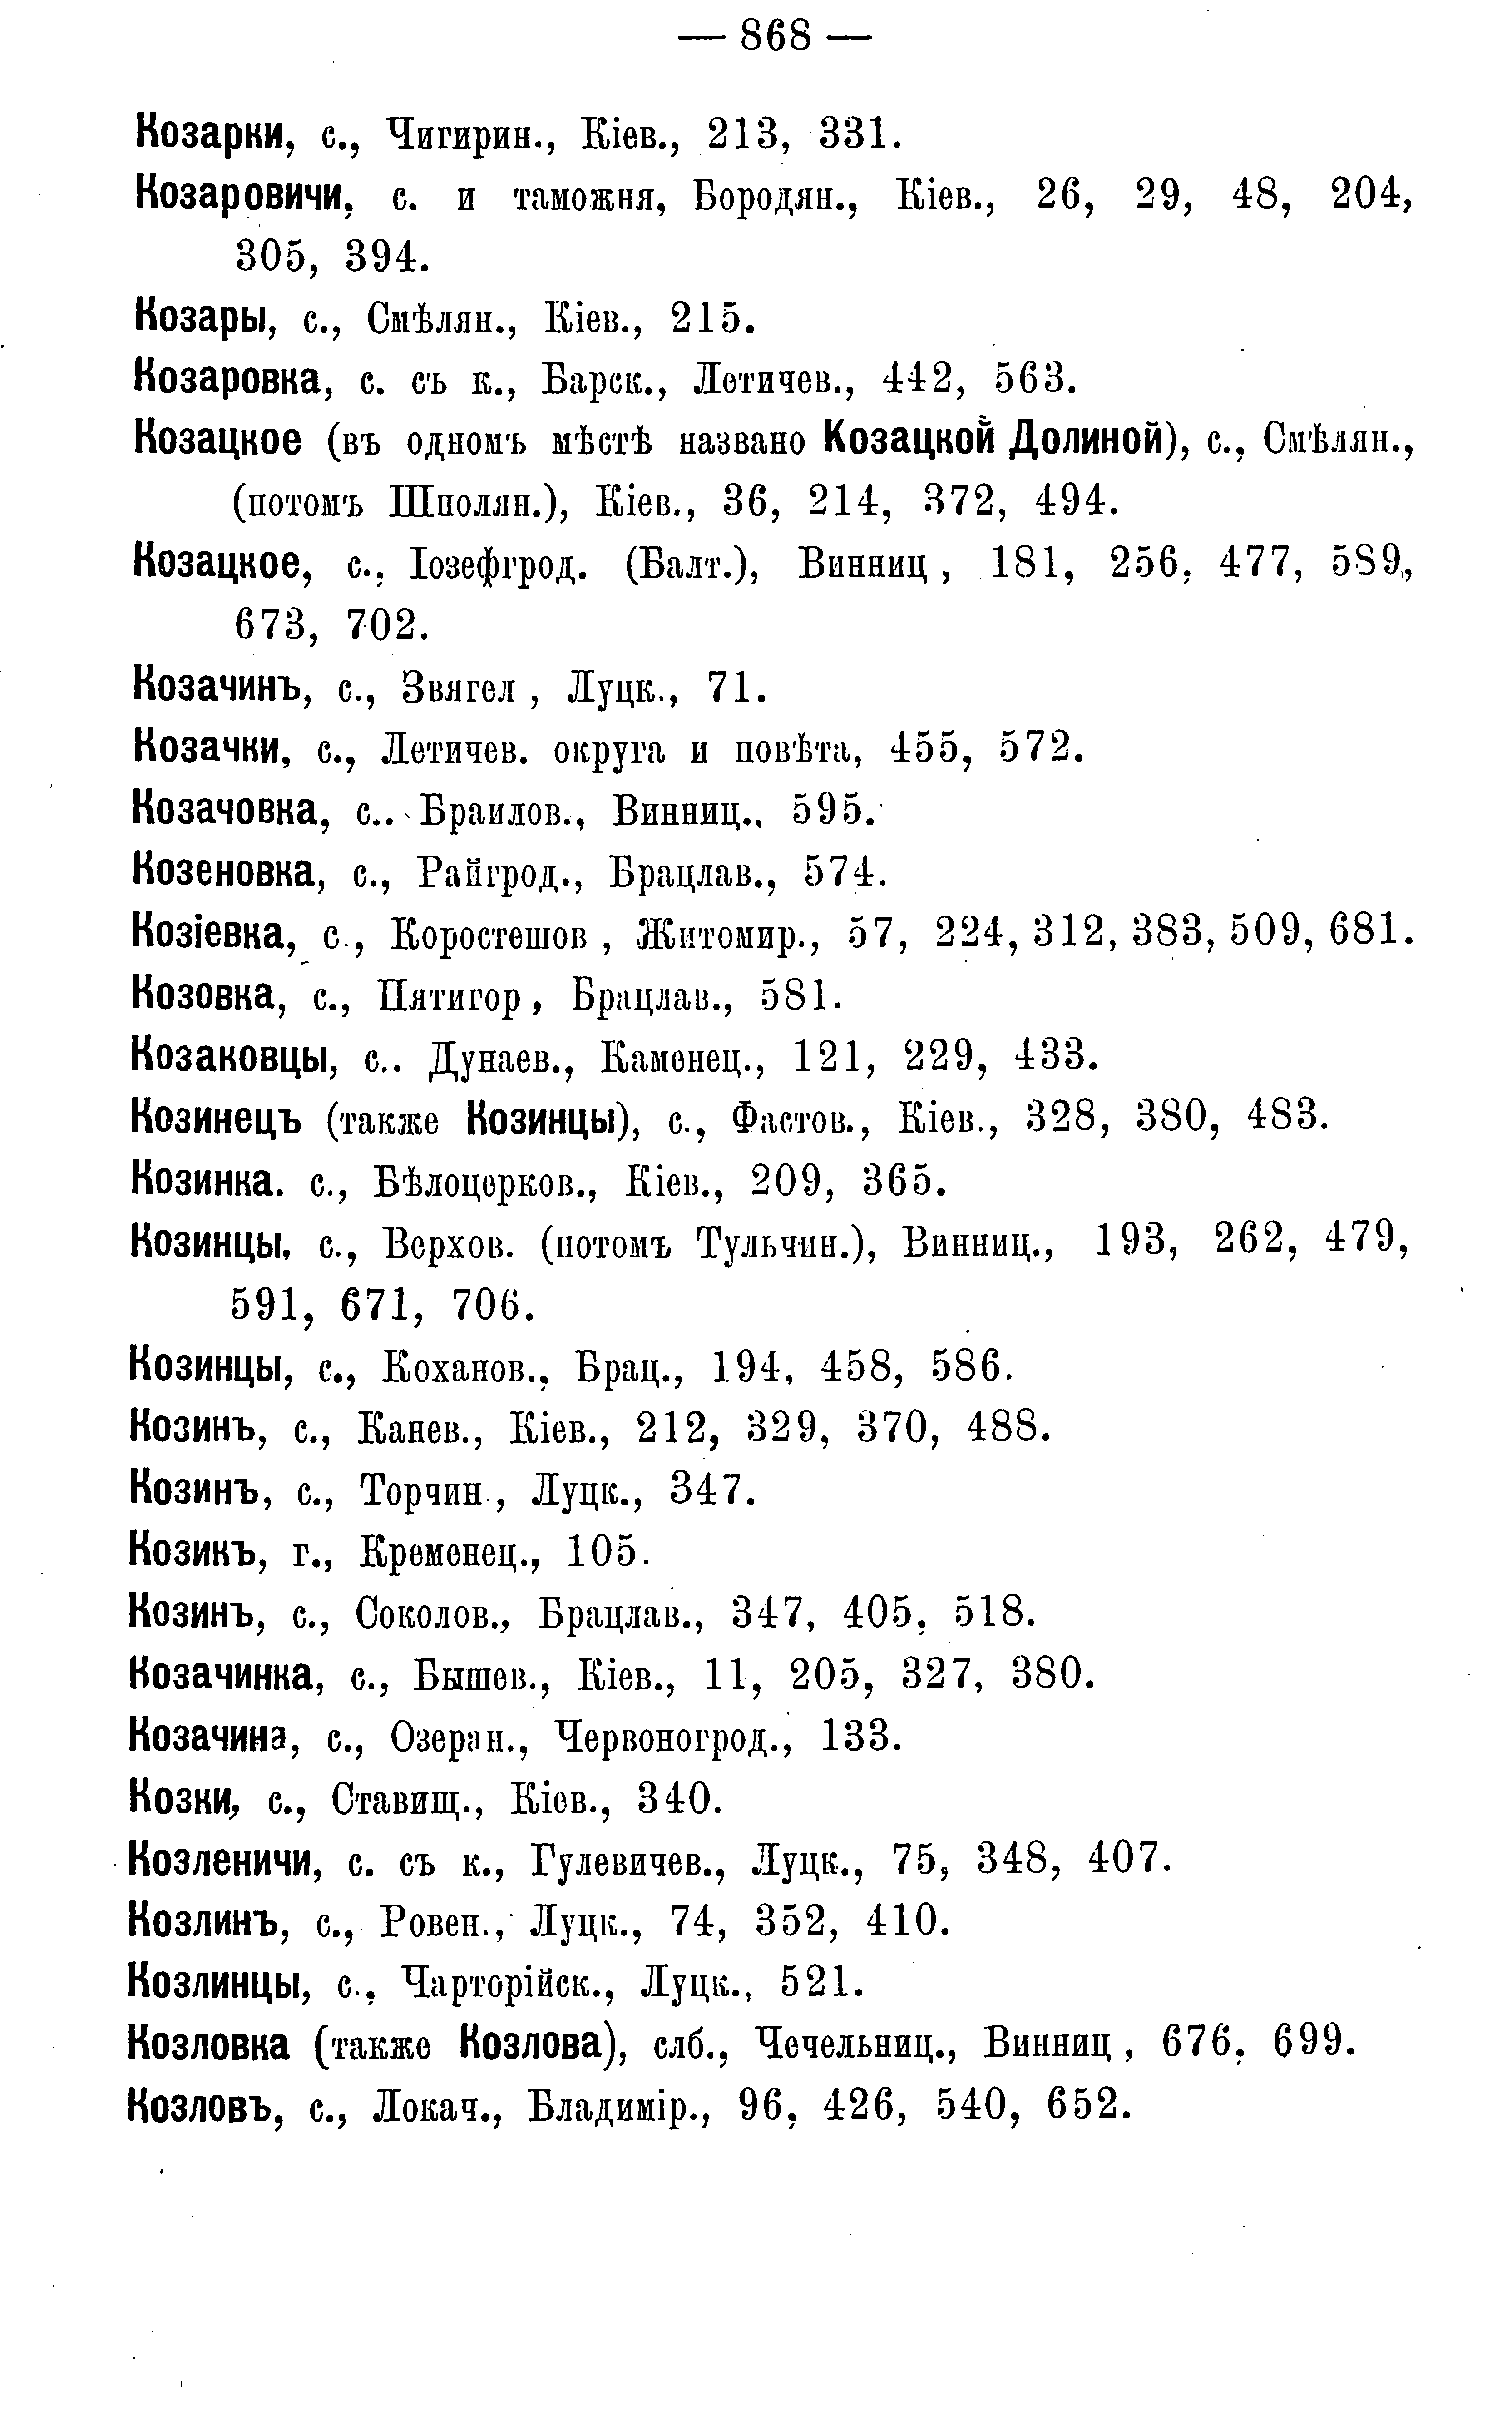 — 868 —
Козарки, с., Чигирин., Кіев., 213, 331.
Козаровичи, с. и таможня, Бородян., Кіев., 26, 29, 48, 204,
305, 394.
Козары, с., Смѣлян., Кіев., 215.
Козаровка, с. съ к., Барск., Летичев., 442, 563.
Козацкое (въ одномъ мѣстѣ названо Козацкой Долиной), с., Смѣлян.,
(потомъ Шполян.), Кіев., 36, 214, 372, 494.
Козацкое, с., Іозефгрод. (Балт.), Винниц , 181, 256, 477, 589,
673, 702.
Козачинъ, с., Звягел , Луцк., 71.
Козачки, с., Летичев. округа и повѣта, 455, 572.
Козачовка, с.. Браилов., Винниц., 595.
Козеновка, с., Райгрод., Брацлав., 574.
Козіевка, с., Коростешов , Житомир., 57, 224, 312, 383, 509, 681.
Козовка, с., Пятигор , Брацлав., 581.
Козаковцы, с.. Дунаев., Каменец., 121, 229, 433.
Козинецъ (также Козинцы), с., Фастов., Кіев., 328, 380, 483.
Козинка. с., Бѣлоцерков., Кіев., 209, 365.
Козинцы, с., Верхов. (потомъ Тульчин.), Винниц., 193, 262, 479,
591, 671, 706.
Козинцы, с., Коханов., Брац., 194, 458, 586.
Козинъ, с., Канев., Кіев., 212, 329, 370, 488.
Козинъ, с., Торчин., Луцк., 347.
Козикъ, г., Кременец., 105.
Козинъ, с., Соколов., Брацлав., 347, 405, 518.
Козачинка, с., Бышев., Кіев., 11, 205, 327, 380.
Козачина, с., Озеран., Червоногрод., 133.
Козки, с., Ставищ., Кіев., 340.
Козленичи, с. съ к., Гулевичев., Луцк., 75, 348, 407.
Козлинъ, с., Ровен., Луцк., 74, 352, 410.
Козлинцы, с., Чарторійск., Луцк., 521.
Козловка (также Козлова), слб., Чечельниц., Винниц , 676, 699.
Козловъ, с., Локач., Бладимір., 96, 426, 540, 652.